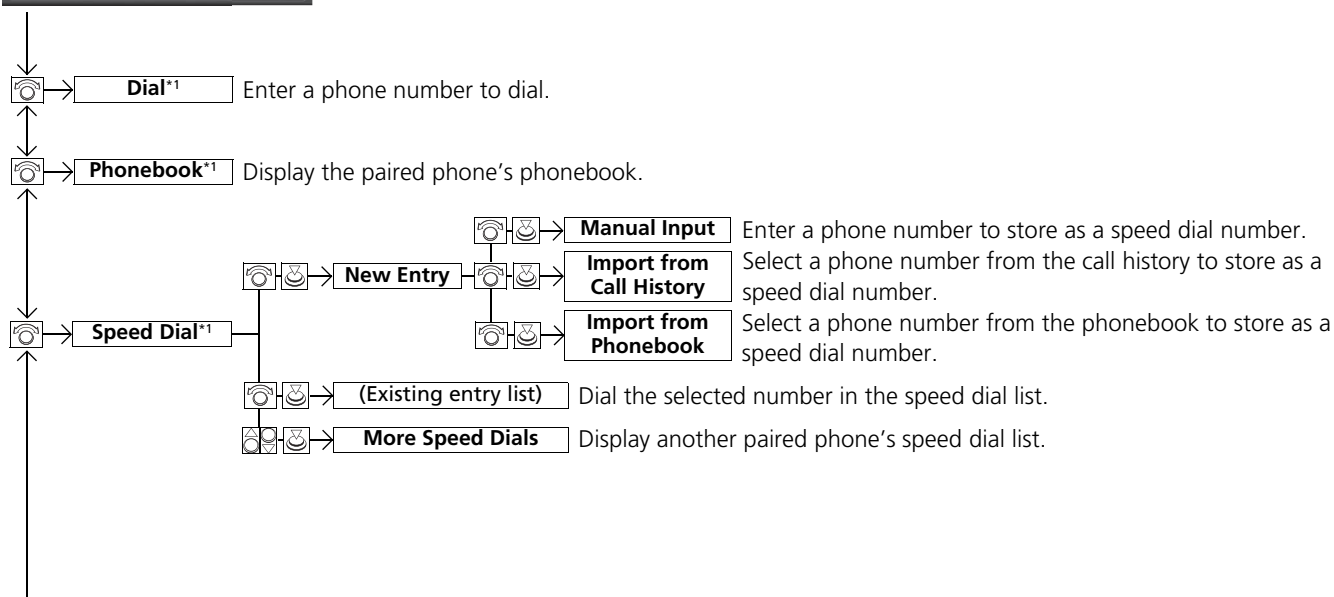 Dial*1 Enter a phone number to dial.
Phonebook*1 Display the paired phone's phonebook.
Manual Input Enter a phone number to store as a speed dial number.
New Entry
Import from Call History Select a phone number from the call history to store as a
speed dial number.
Speed Dial*1
Import from Phonebook Select a phone number from the phonebook to store as a
speed dial number.
(Existing entry list) Dial the selected number in the speed dial list.
More Speed Dials Display another paired phone's speed dial list.